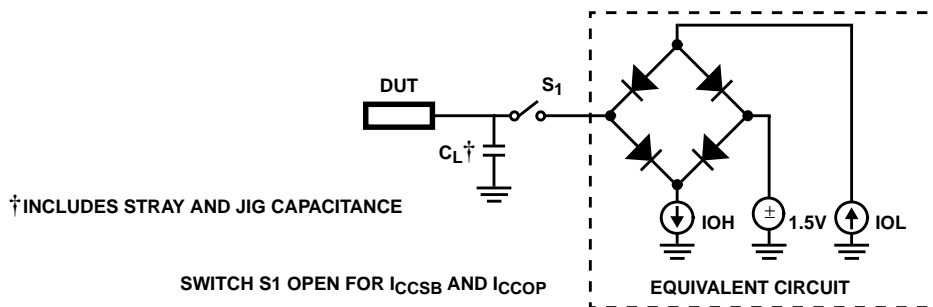 DUT
S1
CL†
†INCLUDES STRAY AND JIG CAPACITANCE
IOH
±
1.5V
IOL
SWITCH S1 OPEN FOR ICCSB AND ICCOP
EQUIVALENT CIRCUIT